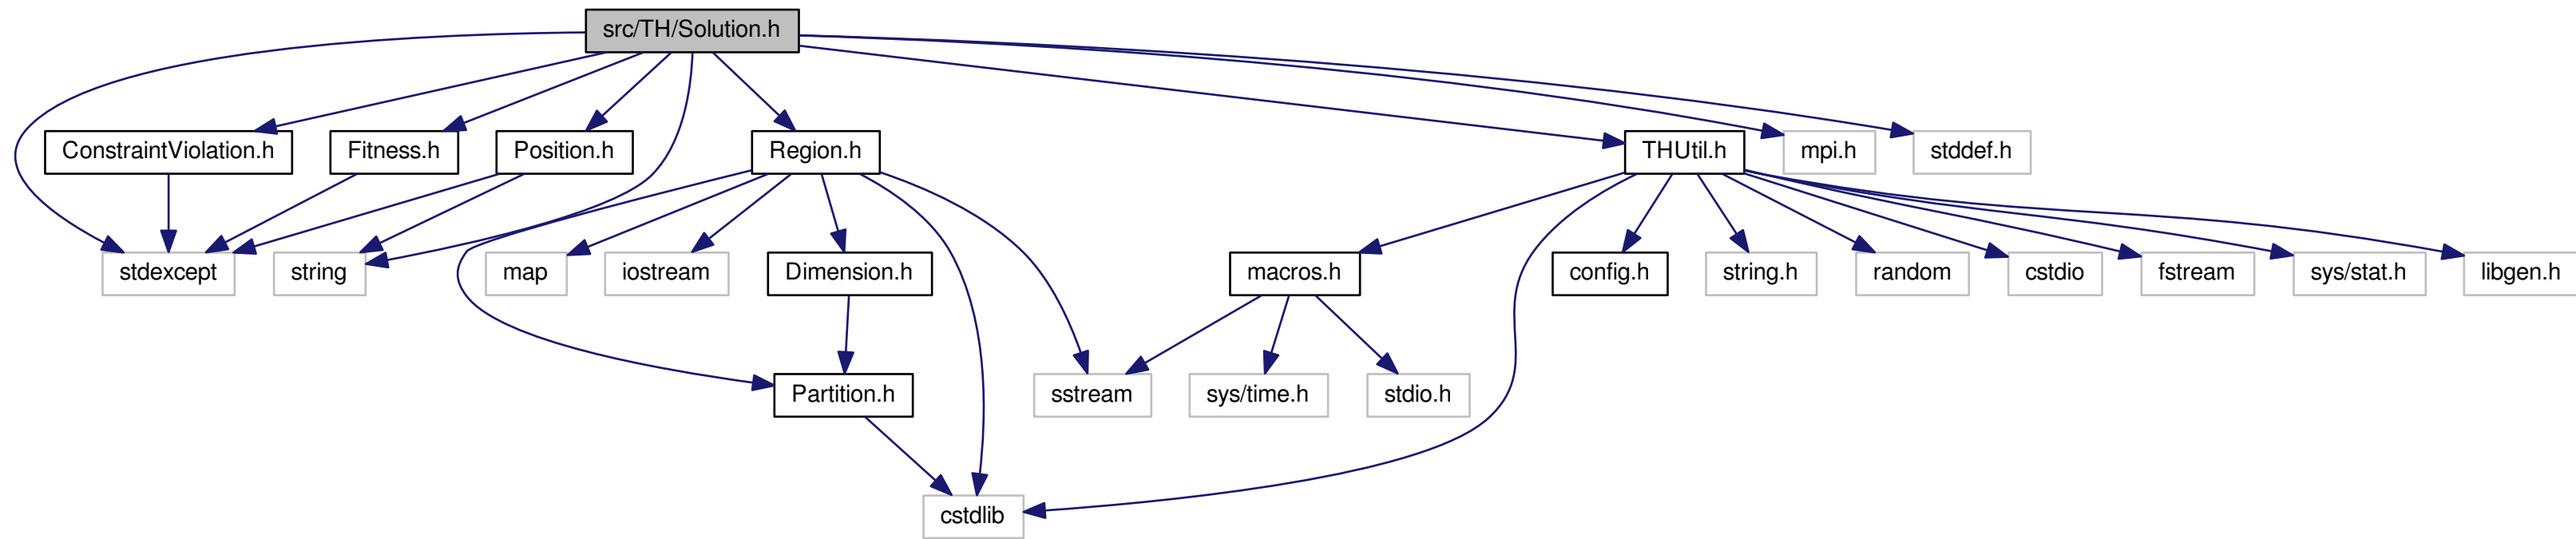 src/TH/Solution.h
ConstraintViolation.h
Fitness.h
Position.h
Region.h
THUtil.h
mpi.h
stddef.h
stdexcept
string
map
iostream
Dimension.h
macros.h
config.h
string.h
random
cstdio
fstream
sys/stat.h
libgen.h
Partition.h
sstream
sys/time.h
stdio.h
cstdlib